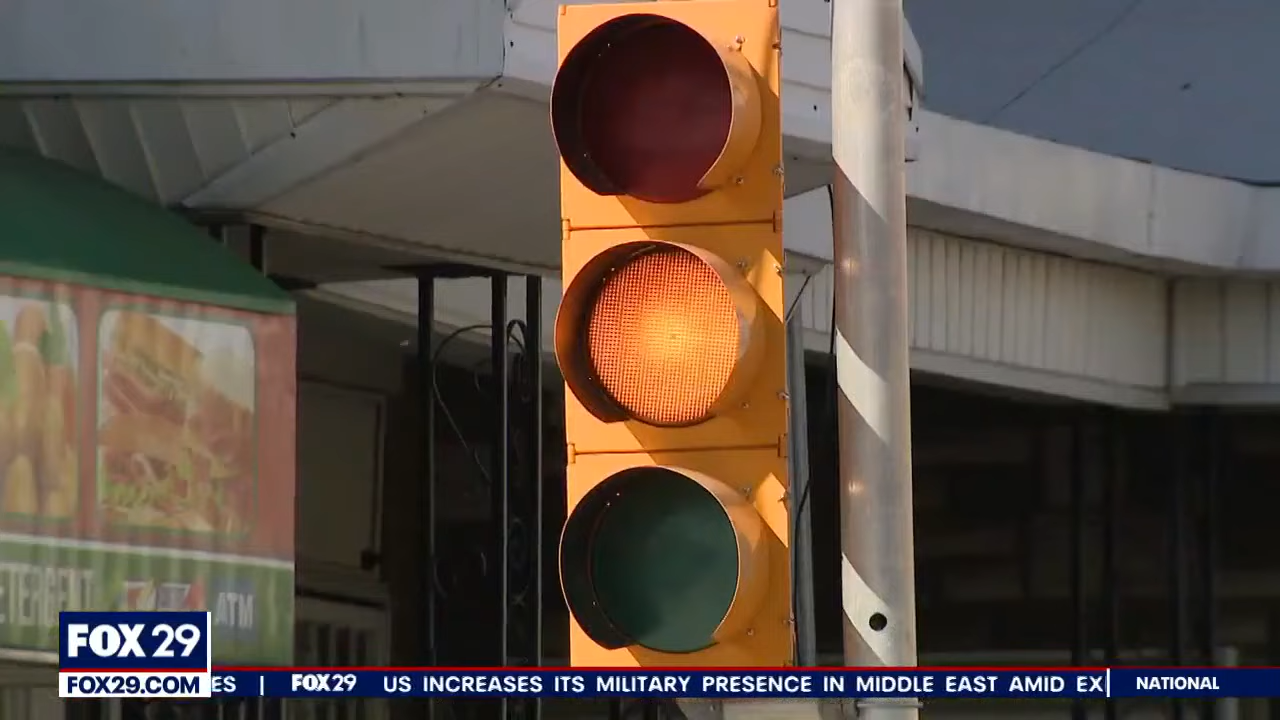 ETERGENT
ATM
FOX 29
FOX29.COM
ES | FOX29 US INCREASES ITS MILITARY PRESENCE IN MIDDLE EAST AMID EX
NATIONAL